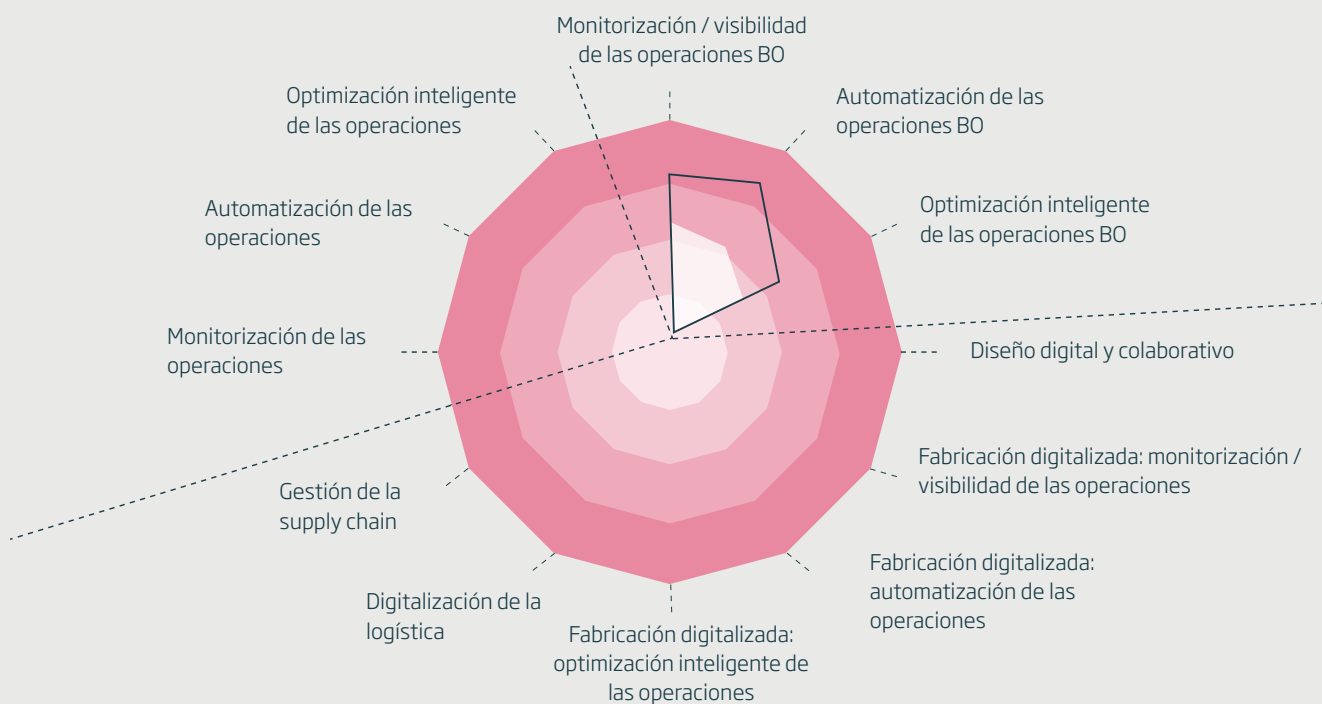 Monitorización / visibilidad
de las operaciones BO
Automatización de las
operaciones BO
Optimización inteligente
de las operaciones BO
Diseño digital y colaborativo
Fabricación digitalizada: monitorización /
visibilidad de las operaciones
Fabricación digitalizada:
automatización de las
operaciones
Fabricación digitalizada:
optimización inteligente de
las operaciones
Digitalización de la
logística
Gestión de la
supply chain
Monitorización de las
operaciones
Automatización de las
operaciones
Optimización inteligente
de las operaciones